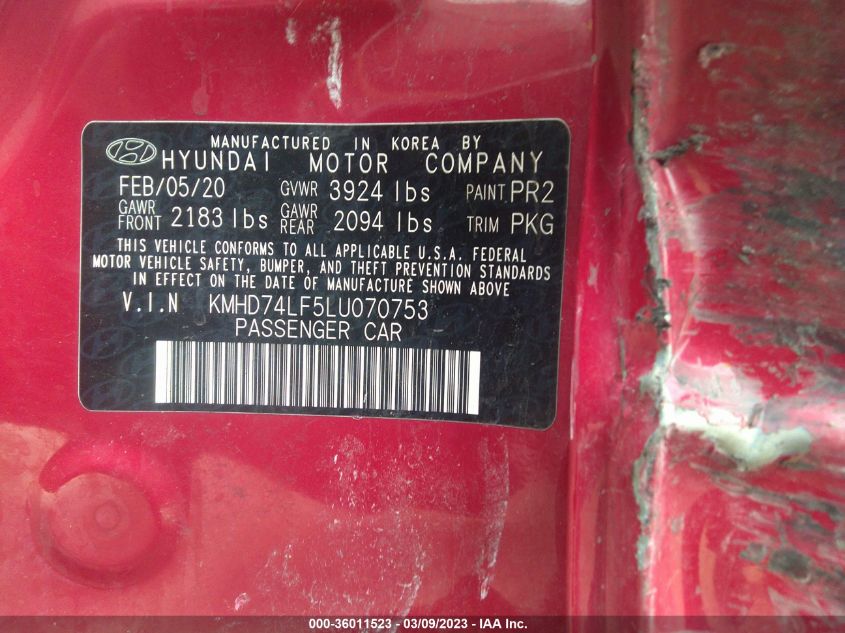 MANUFACTURED IN KOREA BY
HYUNDAI MOTOR COMPANY
FEB/05/20 GVWR 3924 lbs PAINT PR2
GAWR FRONT 2183 lbs GAWR REAR 2094 lbs TRIM PKG
THIS VEHICLE CONFORMS TO ALL APPLICABLE U.S.A. FEDERAL
MOTOR VEHICLE SAFETY, BUMPER, AND THEFT PREVENTION STANDARDS
IN EFFECT ON THE DATE OF MANUFACTURE SHOWN ABOVE
V.I.N KMHD74LF5LU070753
PASSENGER CAR
000-36011523 - 03/09/2023 - IAA Inc.